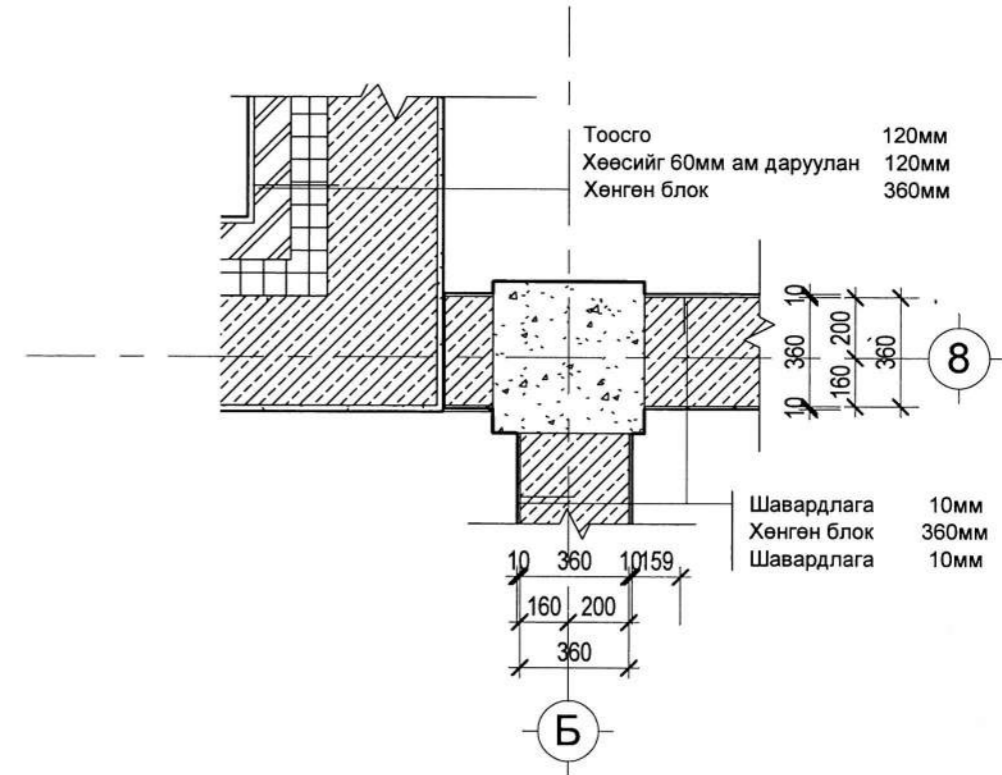 Тоосго 120мм
Хөөсийг 60мм ам даруулан 120мм
Хөнгөн блок 360мм
10
360
10
200
160
360
8
Шавардлага 10мм
Хөнгөн блок 360мм
Шавардлага 10мм
10 360 10 159
160 200
360
Б